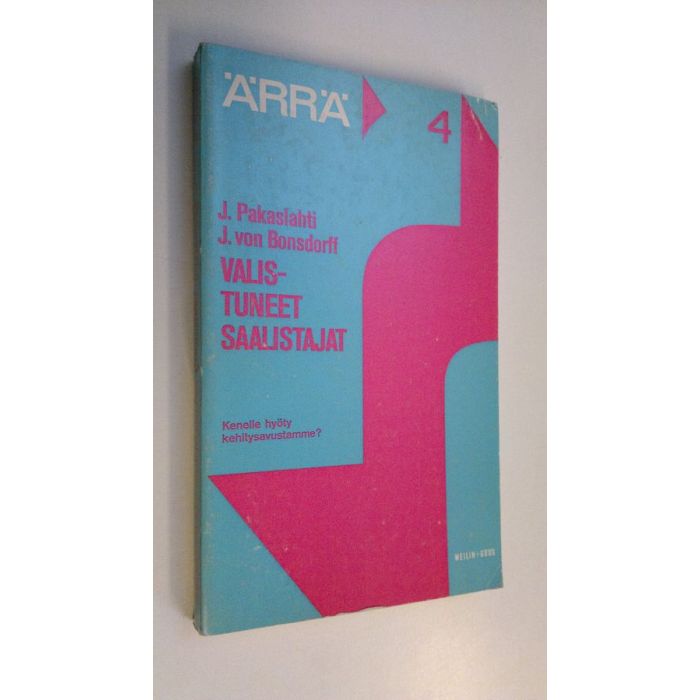 ÄRRÄ
4
J. Pakaslahti
J. von Bonsdorff
VALIS-
TUNEET
SAALISTAJAT
Kenelle hyöty
kehitysavustamme?
WEILIN+GÖÖS